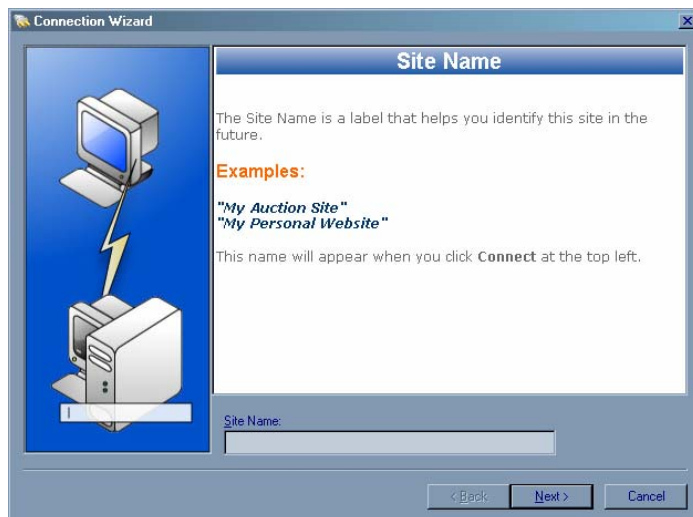 Connection Wizard
Site Name
The Site Name is a label that helps you identify this site in the
future.
Examples:
"My Auction Site"
"My Personal Website"
This name will appear when you click Connect at the top left.
Site Name:
< Back
Next >
Cancel